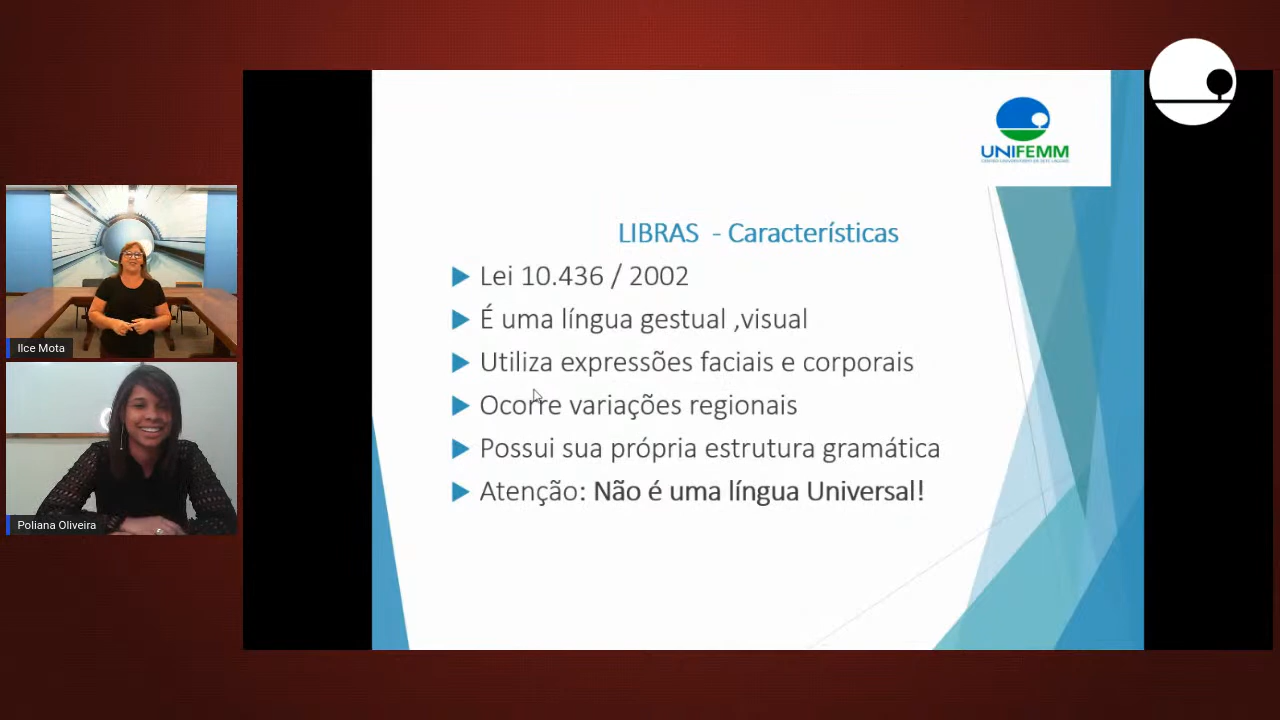 UNIFEMM
LIBRAS - Características
Lei 10.436 / 2002
É uma língua gestual ,visual
Utiliza expressões faciais e corporais
Ocorre variações regionais
Possui sua própria estrutura gramática
Atenção: Não é uma língua Universal!
Ilce Mota
Poliana Oliveira